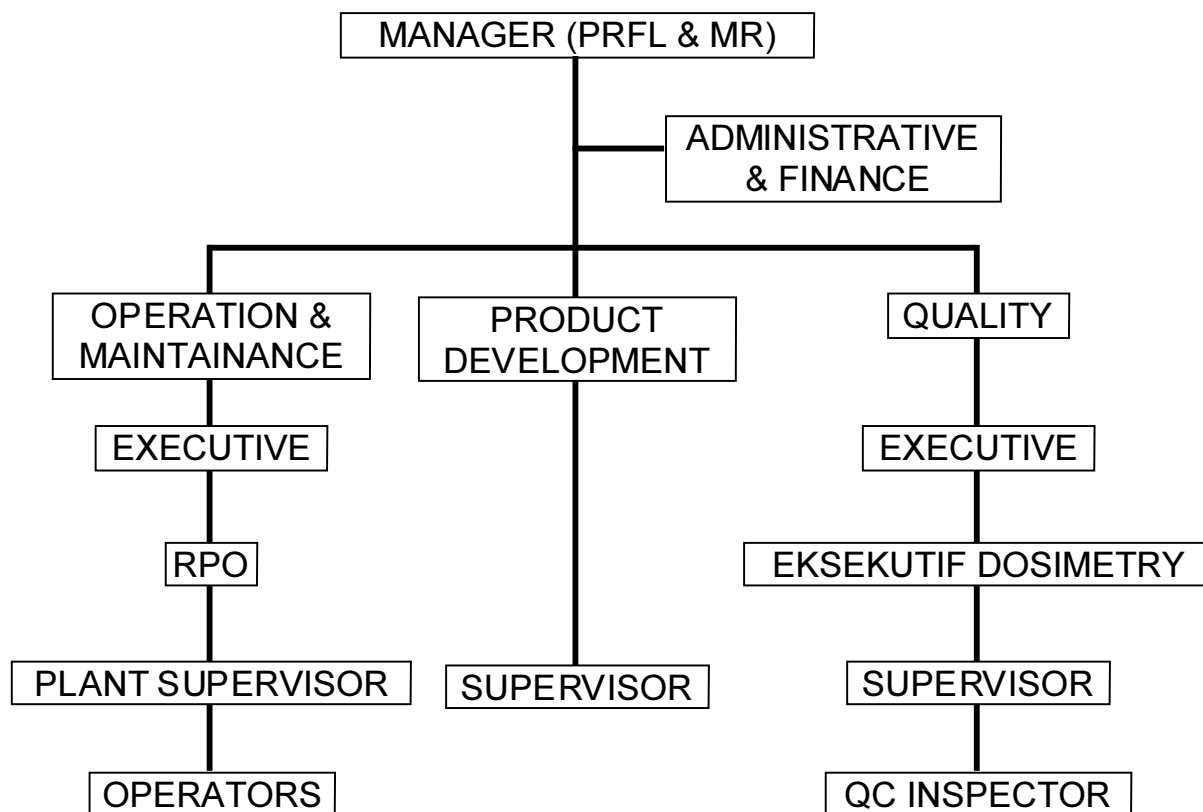 MANAGER (PRFL & MR)
ADMINISTRATIVE
& FINANCE
OPERATION &
MAINTAINANCE
PRODUCT
DEVELOPMENT
QUALITY
EXECUTIVE
EXECUTIVE
RPO
EKSEKUTIF DOSIMETRY
PLANT SUPERVISOR
SUPERVISOR
SUPERVISOR
OPERATORS
QC INSPECTOR